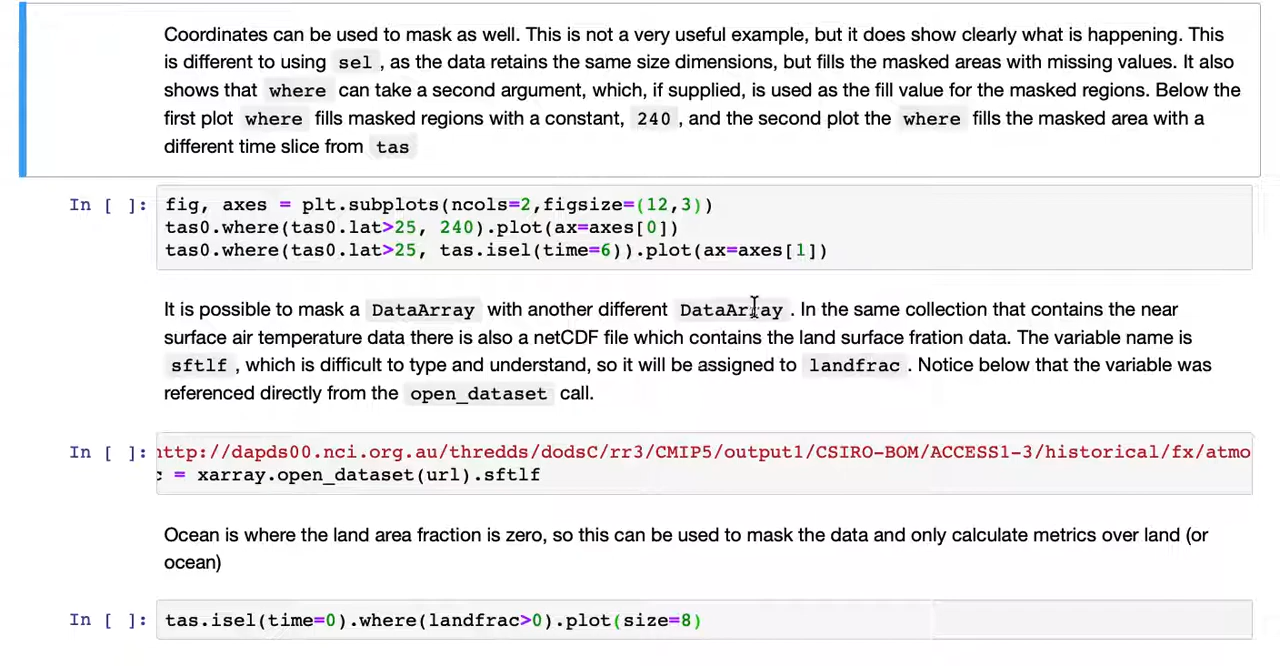 Coordinates can be used to mask as well. This is not a very useful example, but it does show clearly what is happening. This
is different to using sel , as the data retains the same size dimensions, but fills the masked areas with missing values. It also
shows that where can take a second argument, which, if supplied, is used as the fill value for the masked regions. Below the
first plot where fills masked regions with a constant, 240 , and the second plot the where fills the masked area with a
different time slice from tas
In [ ]: fig, axes = plt.subplots(ncols=2,figsize=(12,3))
tas0.where(tas0.lat>25, 240).plot(ax=axes[0])
tas0.where(tas0.lat>25, tas.isel(time=6)).plot(ax=axes[1])
It is possible to mask a DataArray with another different DataArray . In the same collection that contains the near
surface air temperature data there is also a netCDF file which contains the land surface fration data. The variable name is
sftlf , which is difficult to type and understand, so it will be assigned to landfrac . Notice below that the variable was
referenced directly from the open_dataset call.
In [ ]: http://dapds00.nci.org.au/thredds/dodsC/rr3/CMIP5/output1/CSIRO-BOM/ACCESS1-3/historical/fx/atmo
c = xarray.open_dataset(url).sftlf
Ocean is where the land area fraction is zero, so this can be used to mask the data and only calculate metrics over land (or
ocean)
In [ ]: tas.isel(time=0).where(landfrac>0).plot(size=8)